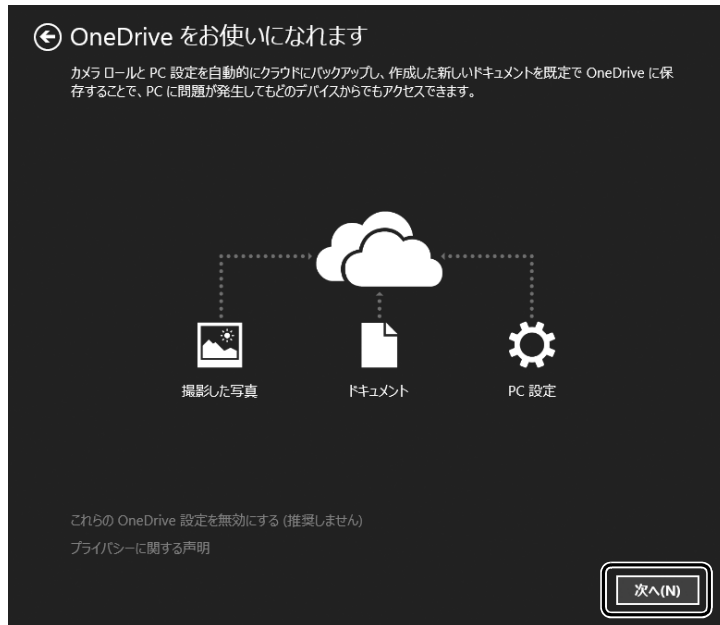 OneDrive をお使いになれます
カメラ ロールと PC 設定を自動的にクラウドにバックアップし、作成した新しいドキュメントを既定で OneDrive に保
存することで、PC に問題が発生してもどのデバイスからでもアクセスできます。
撮影した写真
ドキュメント
PC 設定
これらの OneDrive 設定を無効にする (推奨しません)
プライバシーに関する声明
次へ(N)